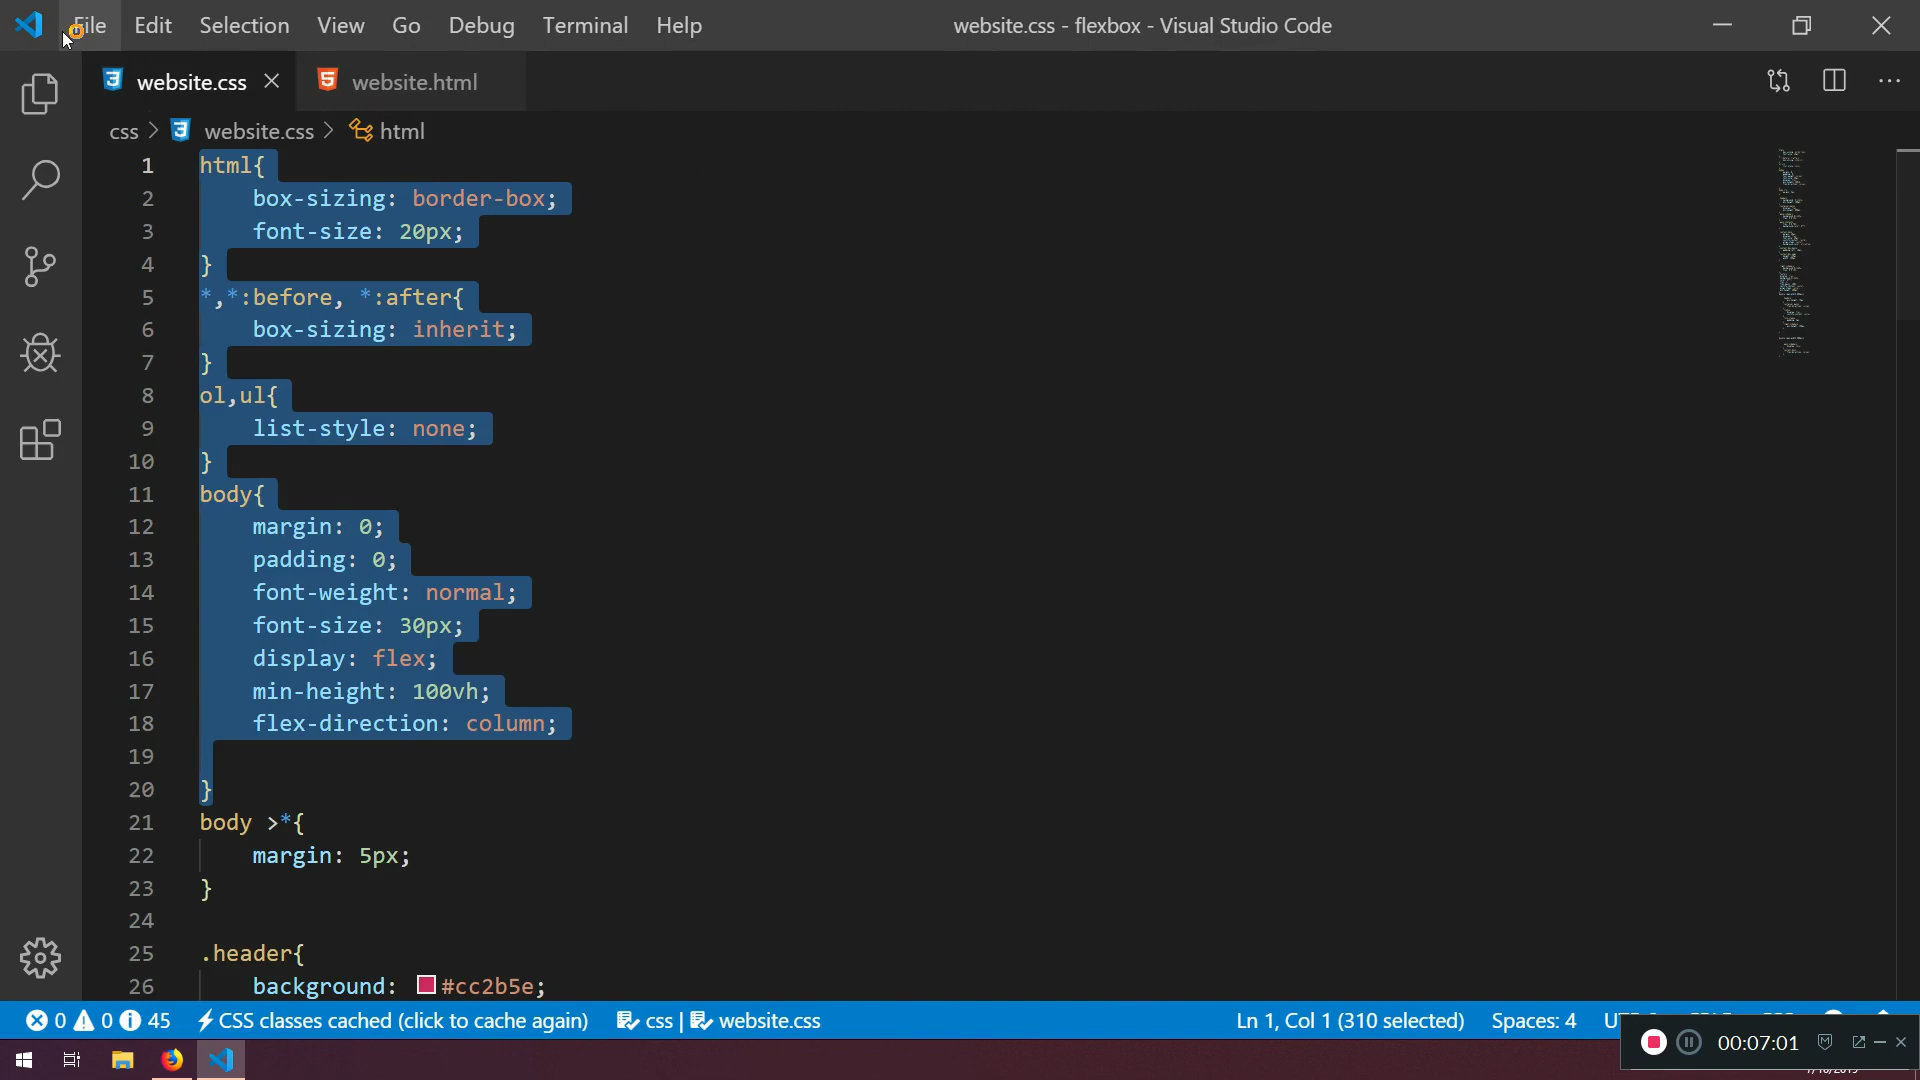 File Edit Selection View Go Debug Terminal Help website.css - flexbox - Visual Studio Code
website.css website.html
css > website.css > html
1 html{
2 box-sizing: border-box;
3 font-size: 20px;
4 }
5 *,*:before, *:after{
6 box-sizing: inherit;
7 }
8 ol,ul{
9 list-style: none;
10 }
11 body{
12 margin: 0;
13 padding: 0;
14 font-weight: normal;
15 font-size: 30px;
16 display: flex;
17 min-height: 100vh;
18 flex-direction: column;
19
20 }
21 body >*{
22 margin: 5px;
23 }
24
25 .header{
26 background: #cc2b5e;
0 0 45 CSS classes cached (click to cache again) css | website.css Ln 1, Col 1 (310 selected) Spaces: 4
00:07:01